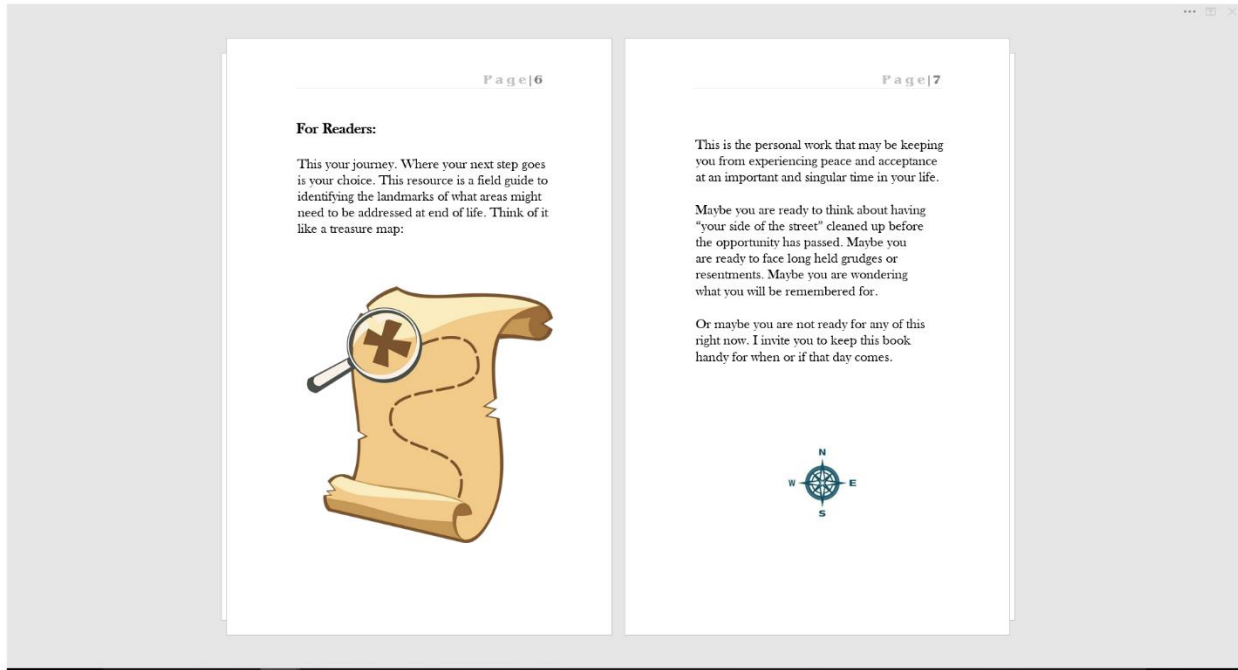 Page|6
For Readers:
This your journey. Where your next step goes
is your choice. This resource is a field guide to
identifying the landmarks of what areas might
need to be addressed at end of life. Think of it
like a treasure map:
Page|7
This is the personal work that may be keeping
you from experiencing peace and acceptance
at an important and singular time in your life.
Maybe you are ready to think about having
“your side of the street” cleaned up before
the opportunity has passed. Maybe you
are ready to face long held grudges or
resentments. Maybe you are wondering
what you will be remembered for.
Or maybe you are not ready for any of this
right now. I invite you to keep this book
handy for when or if that day comes.
N
W E
S